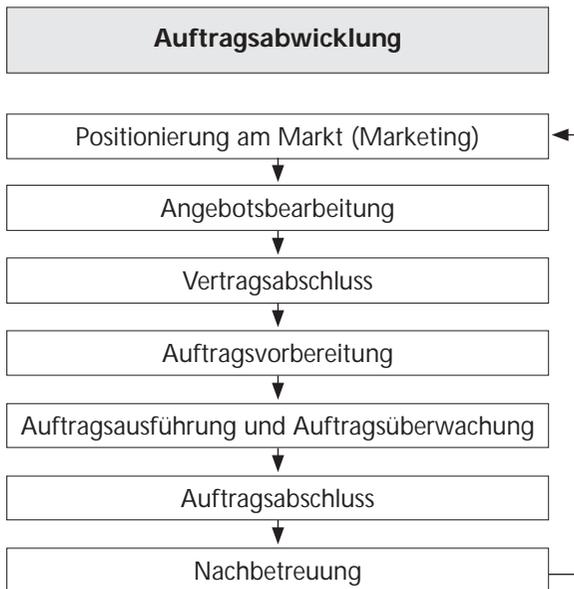 Auftragsabwicklung
Positionierung am Markt (Marketing)
Angebotsbearbeitung
Vertragsabschluss
Auftragsvorbereitung
Auftragsausführung und Auftragsüberwachung
Auftragsabschluss
Nachbetreuung